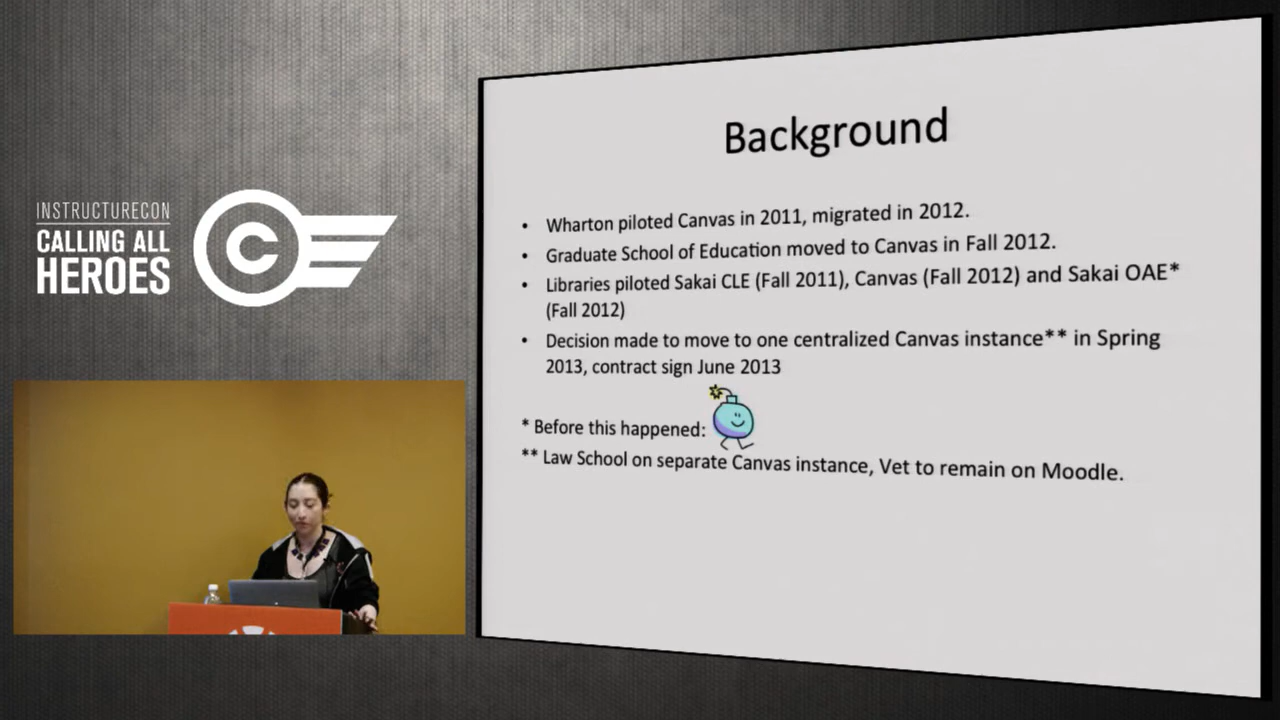 INSTRUCTURECON
CALLING ALL
HEROES
C
Background
• Wharton piloted Canvas in 2011, migrated in 2012.
• Graduate School of Education moved to Canvas in Fall 2012.
• Libraries piloted Sakai CLE (Fall 2011), Canvas (Fall 2012) and Sakai OAE*
(Fall 2012)
• Decision made to move to one centralized Canvas instance** in Spring
2013, contract sign June 2013
* Before this happened:
** Law School on separate Canvas instance, Vet to remain on Moodle.